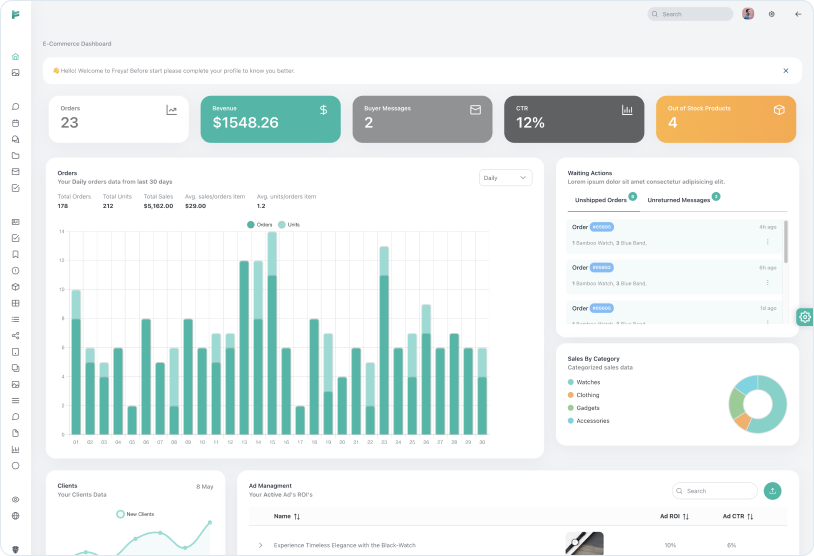 Search
E-Commerce Dashboard
👋 Hello! Welcome to Freya! Before start please complete your profile to know you better.
Orders
23
Revenue
$1548.26
Buyer Messages
2
CTR
12%
Out of Stock Products
4
Orders
Your Daily orders data from last 30 days
Daily
Total Orders
178
Total Units
212
Total Sales
$5,162.00
Avg. sales/orders item
$29.00
Avg. units/orders item
1.2
Orders Units
14
12
10
8
6
4
2
0
01 02 03 04 05 06 07 08 09 10 11 12 13 14 15 16 17 18 19 20 21 22 23 24 25 26 27 28 29 30
Waiting Actions
Lorem ipsum dolor sit amet consectetur adipisicing elit.
Unshipped Orders
Unreturned Messages
Order
4h ago
1 Bamboo Watch, 3 Blue Band,
Order
6h ago
1 Bamboo Watch, 3 Blue Band,
Order
1d ago
1 Bamboo Watch, 3 Blue Band,
Sales By Category
Categorized sales data
Watches
Clothing
Gadgets
Accessories
Clients
8 May
Your Clients Data
New Clients
Ad Managment
Your Active Ad's ROI's
Search
Name
Ad ROI
Ad CTR
Experience Timeless Elegance with the Black-Watch
10%
6%